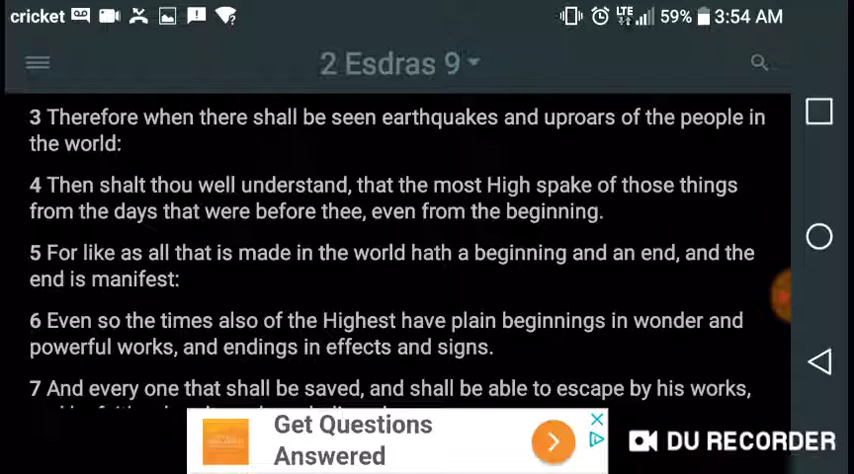 cricket 59% 3:54 AM
LTE
2 Esdras 9
3 Therefore when there shall be seen earthquakes and uproars of the people in
the world:
4 Then shalt thou well understand, that the most High spake of those things
from the days that were before thee, even from the beginning.
5 For like as all that is made in the world hath a beginning and an end, and the
end is manifest:
6 Even so the times also of the Highest have plain beginnings in wonder and
powerful works, and endings in effects and signs.
7 And every one that shall be saved, and shall be able to escape by his works,
Get Questions
Answered
DU RECORDER